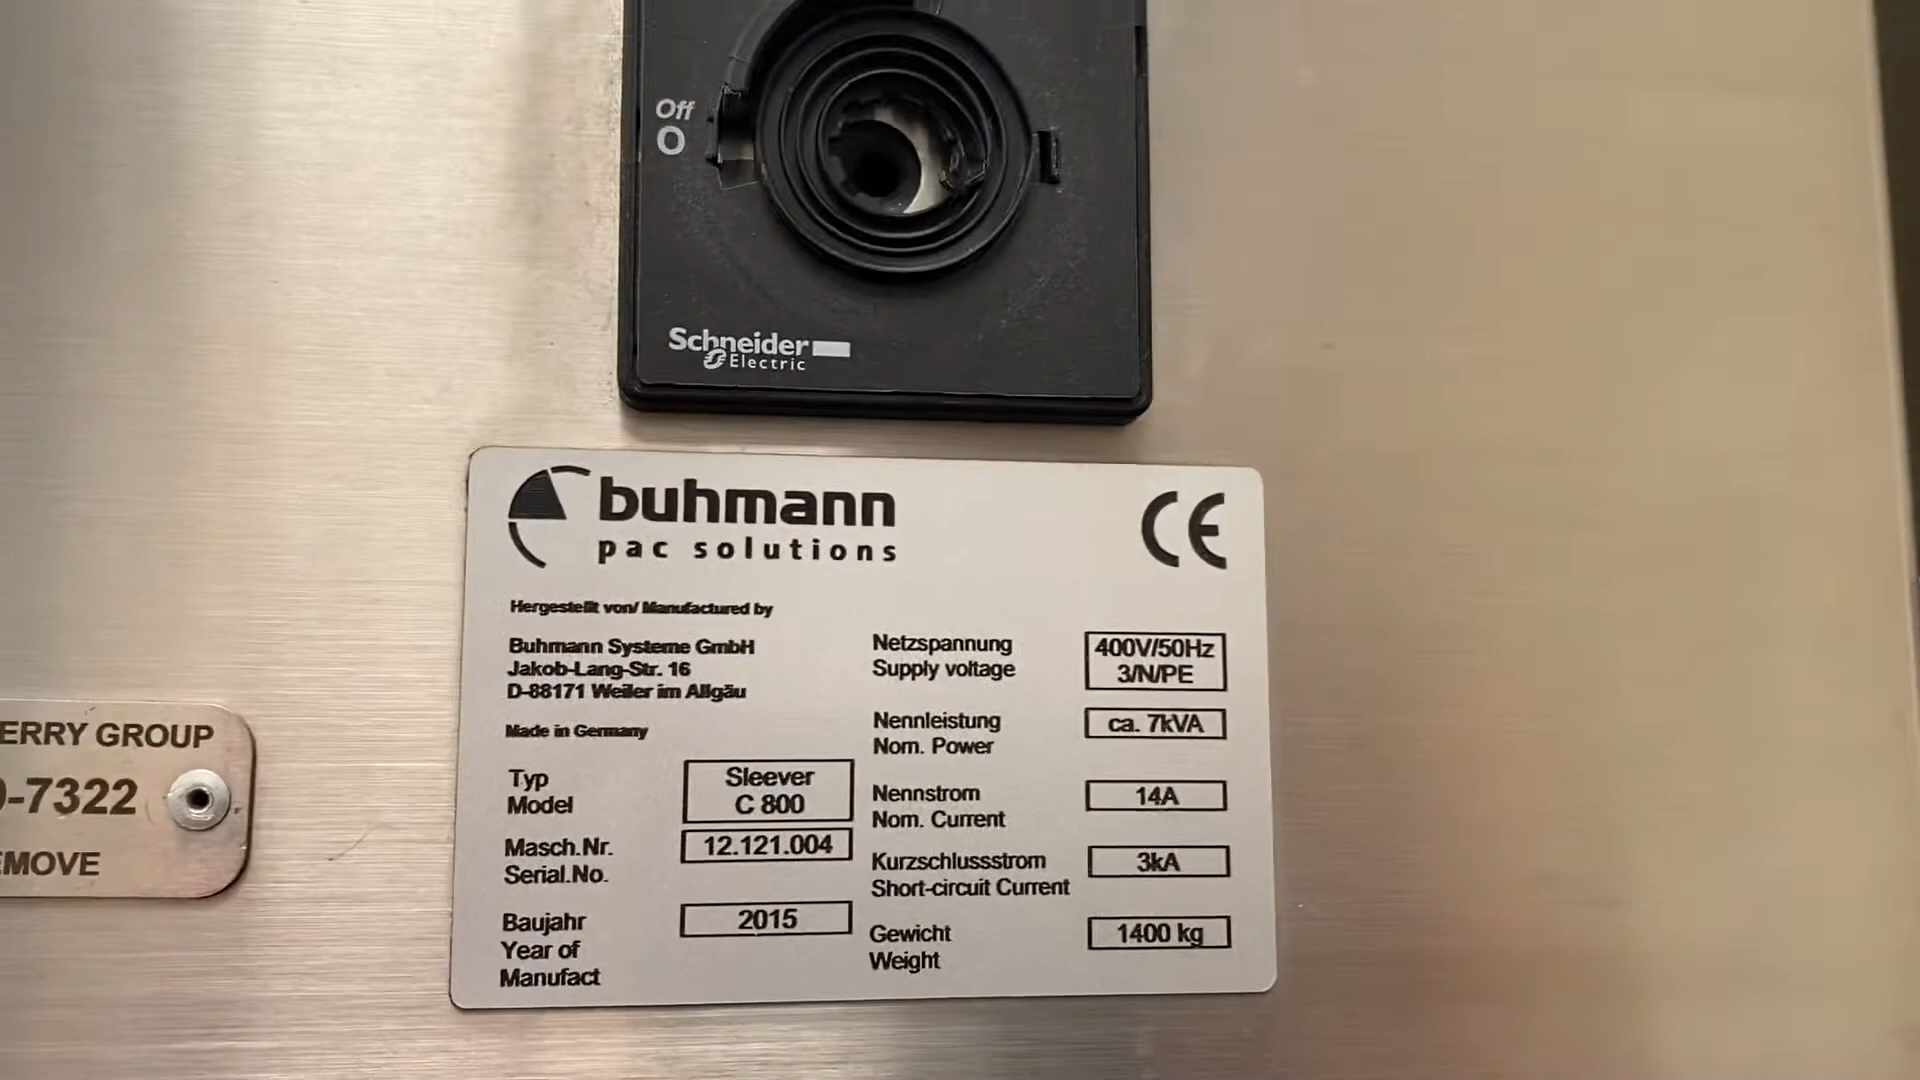 Off
O
Schneider
Electric
buhmann
pac solutions
CE
Hergestellt von/ Manufactured by
Buhmann Systeme GmbH
Jakob-Lang-Str. 16
D-88171 Weiler im Allgäu
Made in Germany
Typ
Model
Sleever
C 800
Masch.Nr.
Serial.No.
12.121.004
Baujahr
Year of
Manufact
2015
Netzspannung
Supply voltage
400V/50Hz
3/N/PE
Nennleistung
Nom. Power
ca. 7kVA
Nennstrom
Nom. Current
14A
Kurzschlussstrom
Short-circuit Current
3kA
Gewicht
Weight
1400 kg
ERRY GROUP
-7322
EMOVE